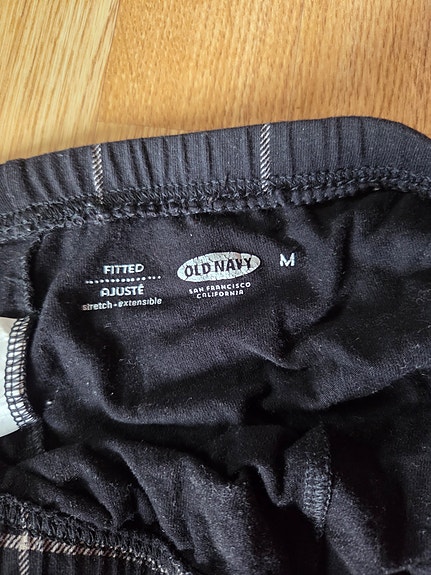 FITTED
AJUSTÉ
stretch • extensible
OLD NAVY
SAN FRANCISCO
CALIFORNIA
M